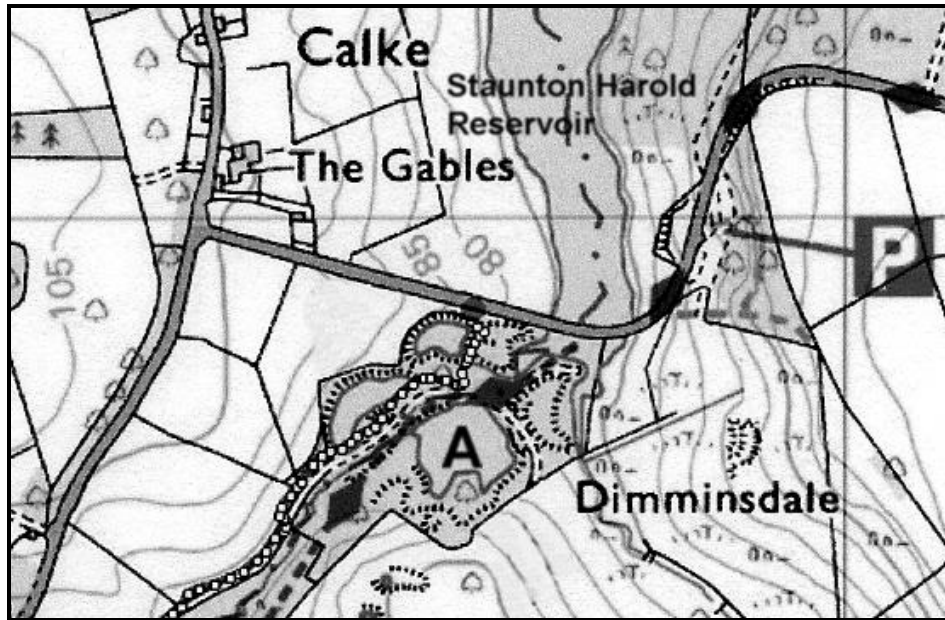 Calke
Staunton Harold
Reservoir
The Gables
105
85
80
P
A
Dimminsdale